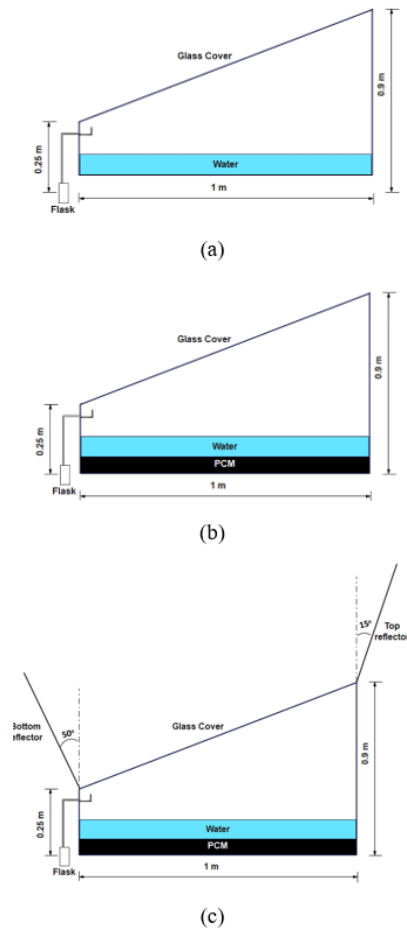 Glass Cover
0.9 m
0.25 m
Water
1 m
Flask
(a)
Glass Cover
0.9 m
0.25 m
Water
PCM
1 m
Flask
(b)
15°
Top
reflector
Bottom
reflector
50°
Glass Cover
0.9 m
0.25 m
Water
PCM
Flask
1 m
(c)